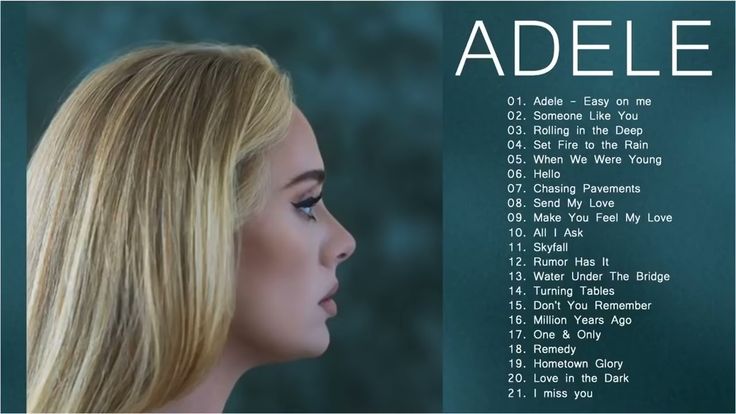 ADELE
01. Adele – Easy on me
02. Someone Like You
03. Rolling in the Deep
04. Set Fire to the Rain
05. When We Were Young
06. Hello
07. Chasing Pavements
08. Send My Love
09. Make You Feel My Love
10. All I Ask
11. Skyfall
12. Rumor Has It
13. Water Under The Bridge
14. Turning Tables
15. Don't You Remember
16. Million Years Ago
17. One & Only
18. Remedy
19. Hometown Glory
20. Love in the Dark
21. I miss you